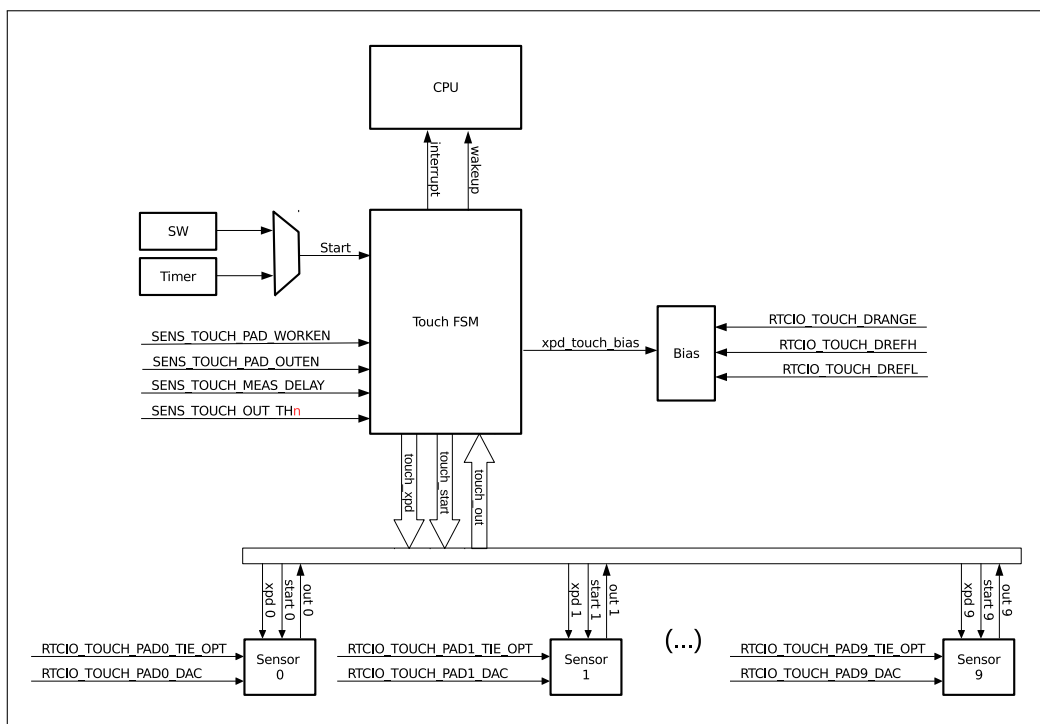 CPU
interrupt
wakeup
SW
Timer
Start
Touch FSM
SENS_TOUCH_PAD_WORKEN
SENS_TOUCH_PAD_OUTEN
SENS_TOUCH_MEAS_DELAY
SENS_TOUCH_OUT_THn
xpd_touch_bias
Bias
RTCIO_TOUCH_DRANGE
RTCIO_TOUCH_DREFH
RTCIO_TOUCH_DREFL
touch_xpd
touch_start
touch_out
xpd 0
start 0
out 0
xpd 1
start 1
out 1
xpd 9
start 9
out 9
RTCIO_TOUCH_PAD0_TIE_OPT
RTCIO_TOUCH_PAD0_DAC
Sensor
0
RTCIO_TOUCH_PAD1_TIE_OPT
RTCIO_TOUCH_PAD1_DAC
Sensor
1
(...)
RTCIO_TOUCH_PAD9_TIE_OPT
RTCIO_TOUCH_PAD9_DAC
Sensor
9